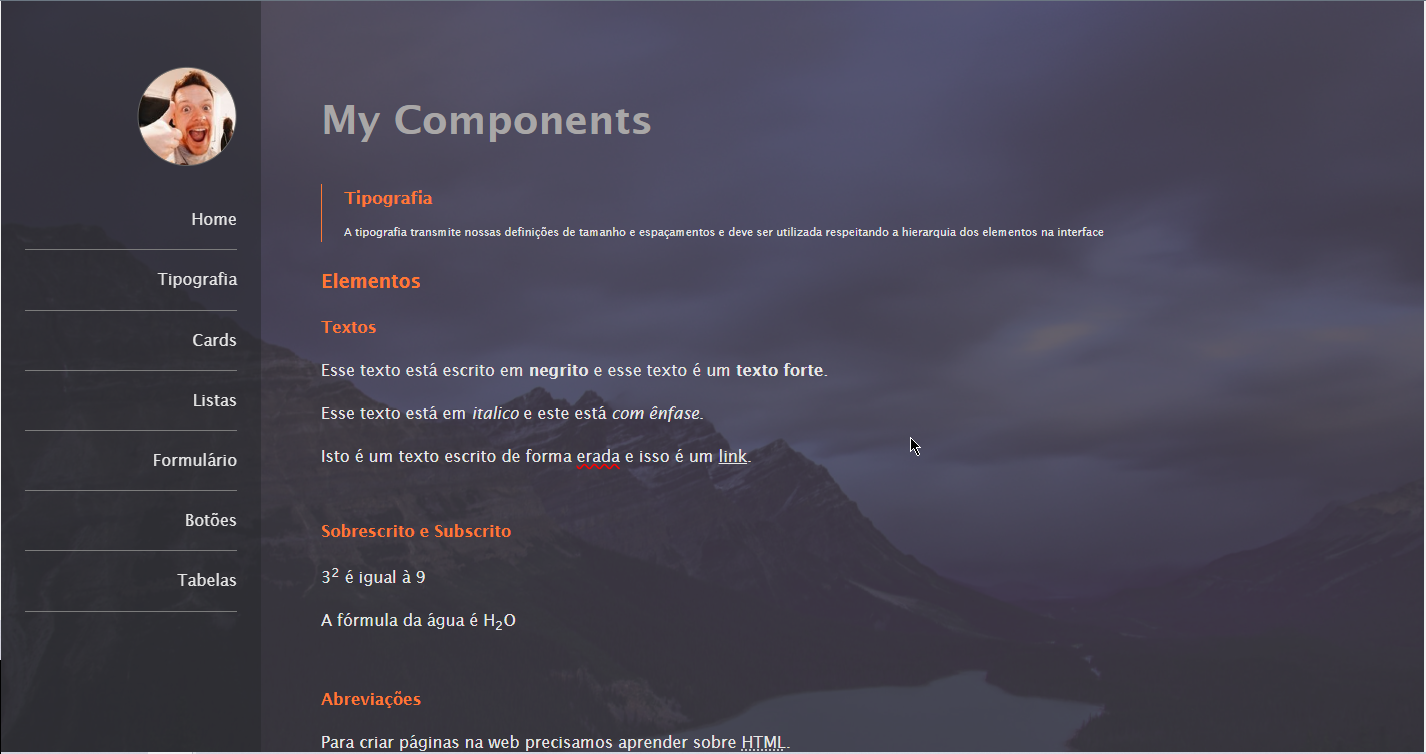 My Components
Home
Tipografia
Cards
Listas
Formulário
Botões
Tabelas
Tipografia
A tipografia transmite nossas definições de tamanho e espaçamentos e deve ser utilizada respeitando a hierarquia dos elementos na interface
Elementos
Textos
Esse texto está escrito em negrito e esse texto é um texto forte.
Esse texto está em italico e este está com ênfase.
Isto é um texto escrito de forma erada e isso é um link.
Sobrescrito e Subscrito
3² é igual à 9
A fórmula da água é H₂O
Abreviações
Para criar páginas na web precisamos aprender sobre HTML.